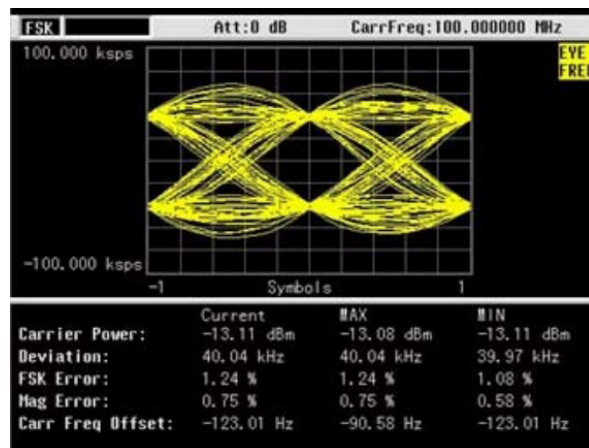 FSK Att:0 dB CarrFreq:100.000000 MHz
100.000 ksps
EYE
FRE
-100.000 ksps
-1 Symbols 1
Current MAX MIN
Carrier Power: -13.11 dBm -13.08 dBm -13.11 dBm
Deviation: 40.04 kHz 40.04 kHz 39.97 kHz
FSK Error: 1.24 % 1.24 % 1.08 %
Mag Error: 0.75 % 0.75 % 0.58 %
Carr Freq Offset: -123.01 Hz -90.58 Hz -123.01 Hz